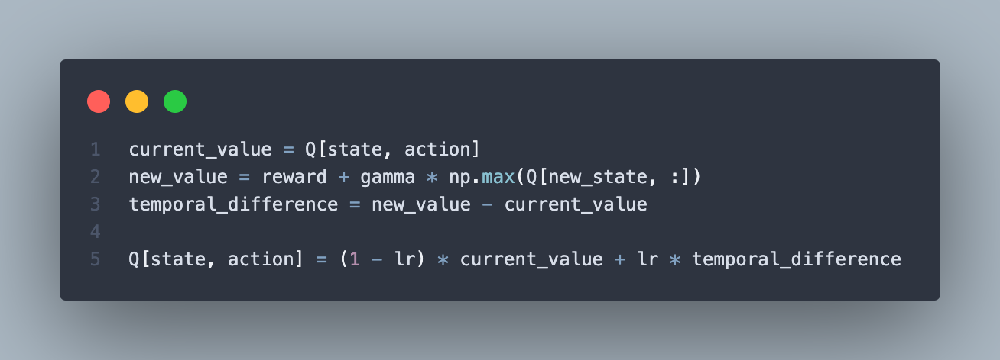 1 current_value = Q[state, action]
2 new_value = reward + gamma * np.max(Q[new_state, :])
3 temporal_difference = new_value - current_value
4
5 Q[state, action] = (1 - lr) * current_value + lr * temporal_difference